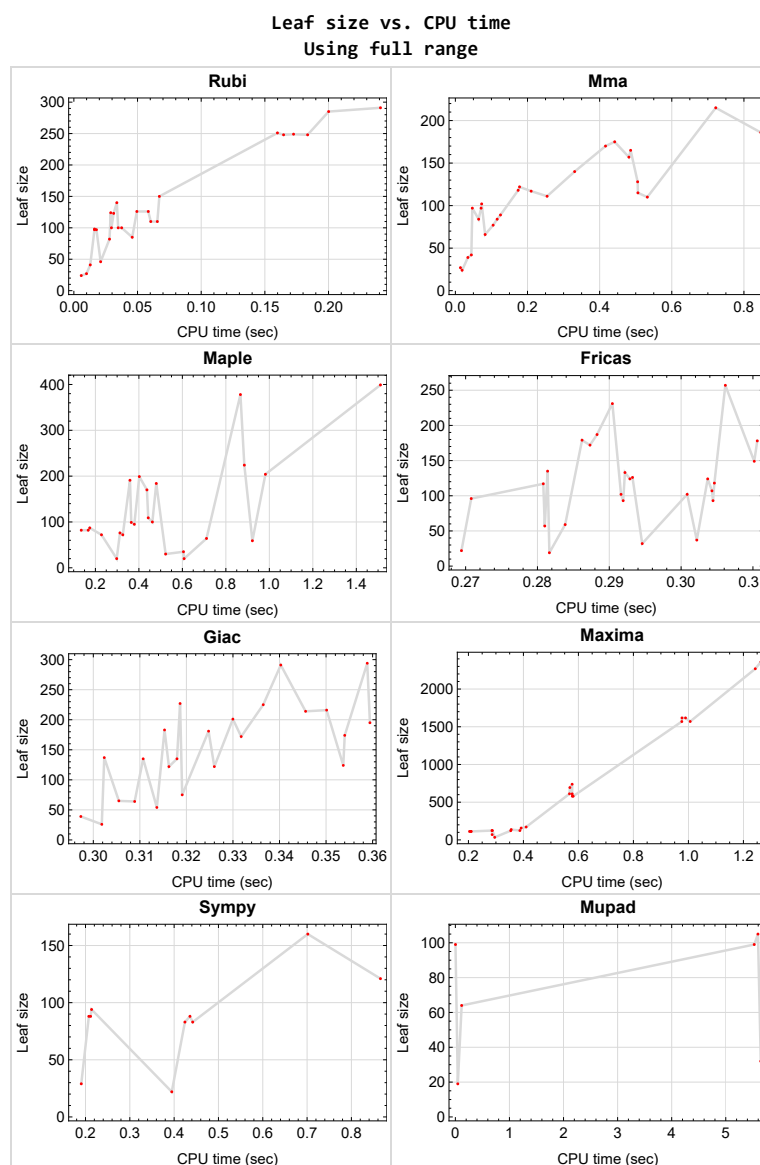 Leaf size vs. CPU time
Using full range
Rubi
Leaf size
300
250
200
150
100
50
0
0.00 0.05 0.10 0.15 0.20
CPU time (sec)
Mma
Leaf size
200
150
100
50
0
0.0 0.2 0.4 0.6 0.8
CPU time (sec)
Maple
Leaf size
400
300
200
100
0
0.2 0.4 0.6 0.8 1.0 1.2 1.4
CPU time (sec)
Fricas
Leaf size
250
200
150
100
50
0
0.27 0.28 0.29 0.30
CPU time (sec)
Giac
Leaf size
300
250
200
150
100
50
0
0.30 0.31 0.32 0.33 0.34 0.35 0.36
CPU time (sec)
Maxima
Leaf size
2000
1500
1000
500
0
0.2 0.4 0.6 0.8 1.0 1.2
CPU time (sec)
Sympy
Leaf size
150
100
50
0
0.2 0.3 0.4 0.5 0.6 0.7 0.8
CPU time (sec)
Mupad
Leaf size
100
80
60
40
20
0
0 1 2 3 4 5
CPU time (sec)